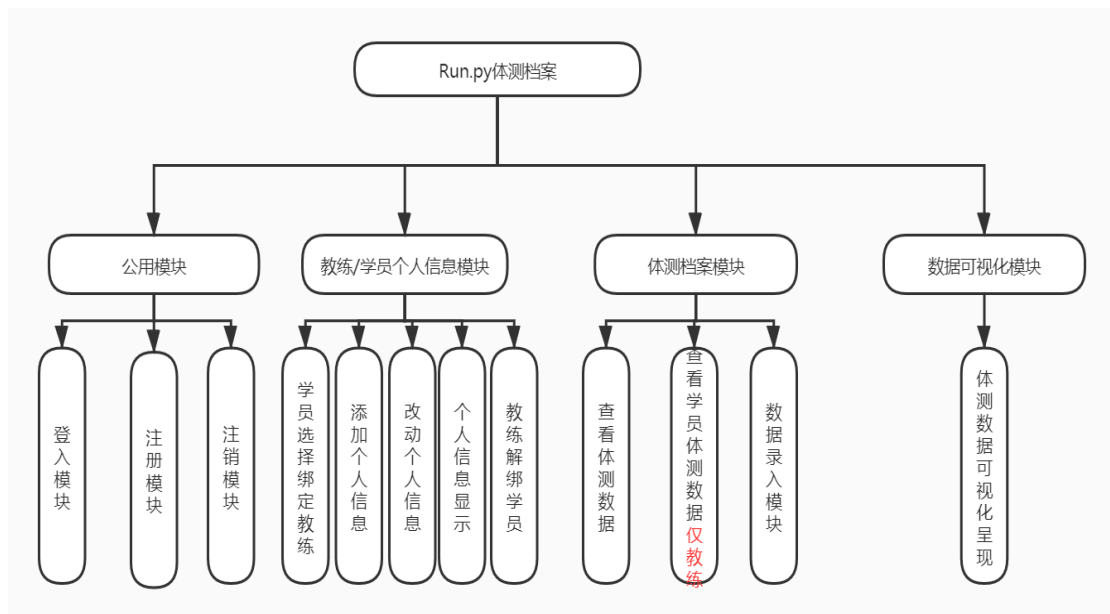 Run.py体测档案
公用模块
教练/学员个人信息模块
体测档案模块
数据可视化模块
登入模块
注册模块
注销模块
学员选择绑定教练
添加个人信息
改动个人信息
个人信息显示
教练解绑学员
查看体测数据
查看学员体测数据仅教练
数据录入模块
体测数据可视化呈现